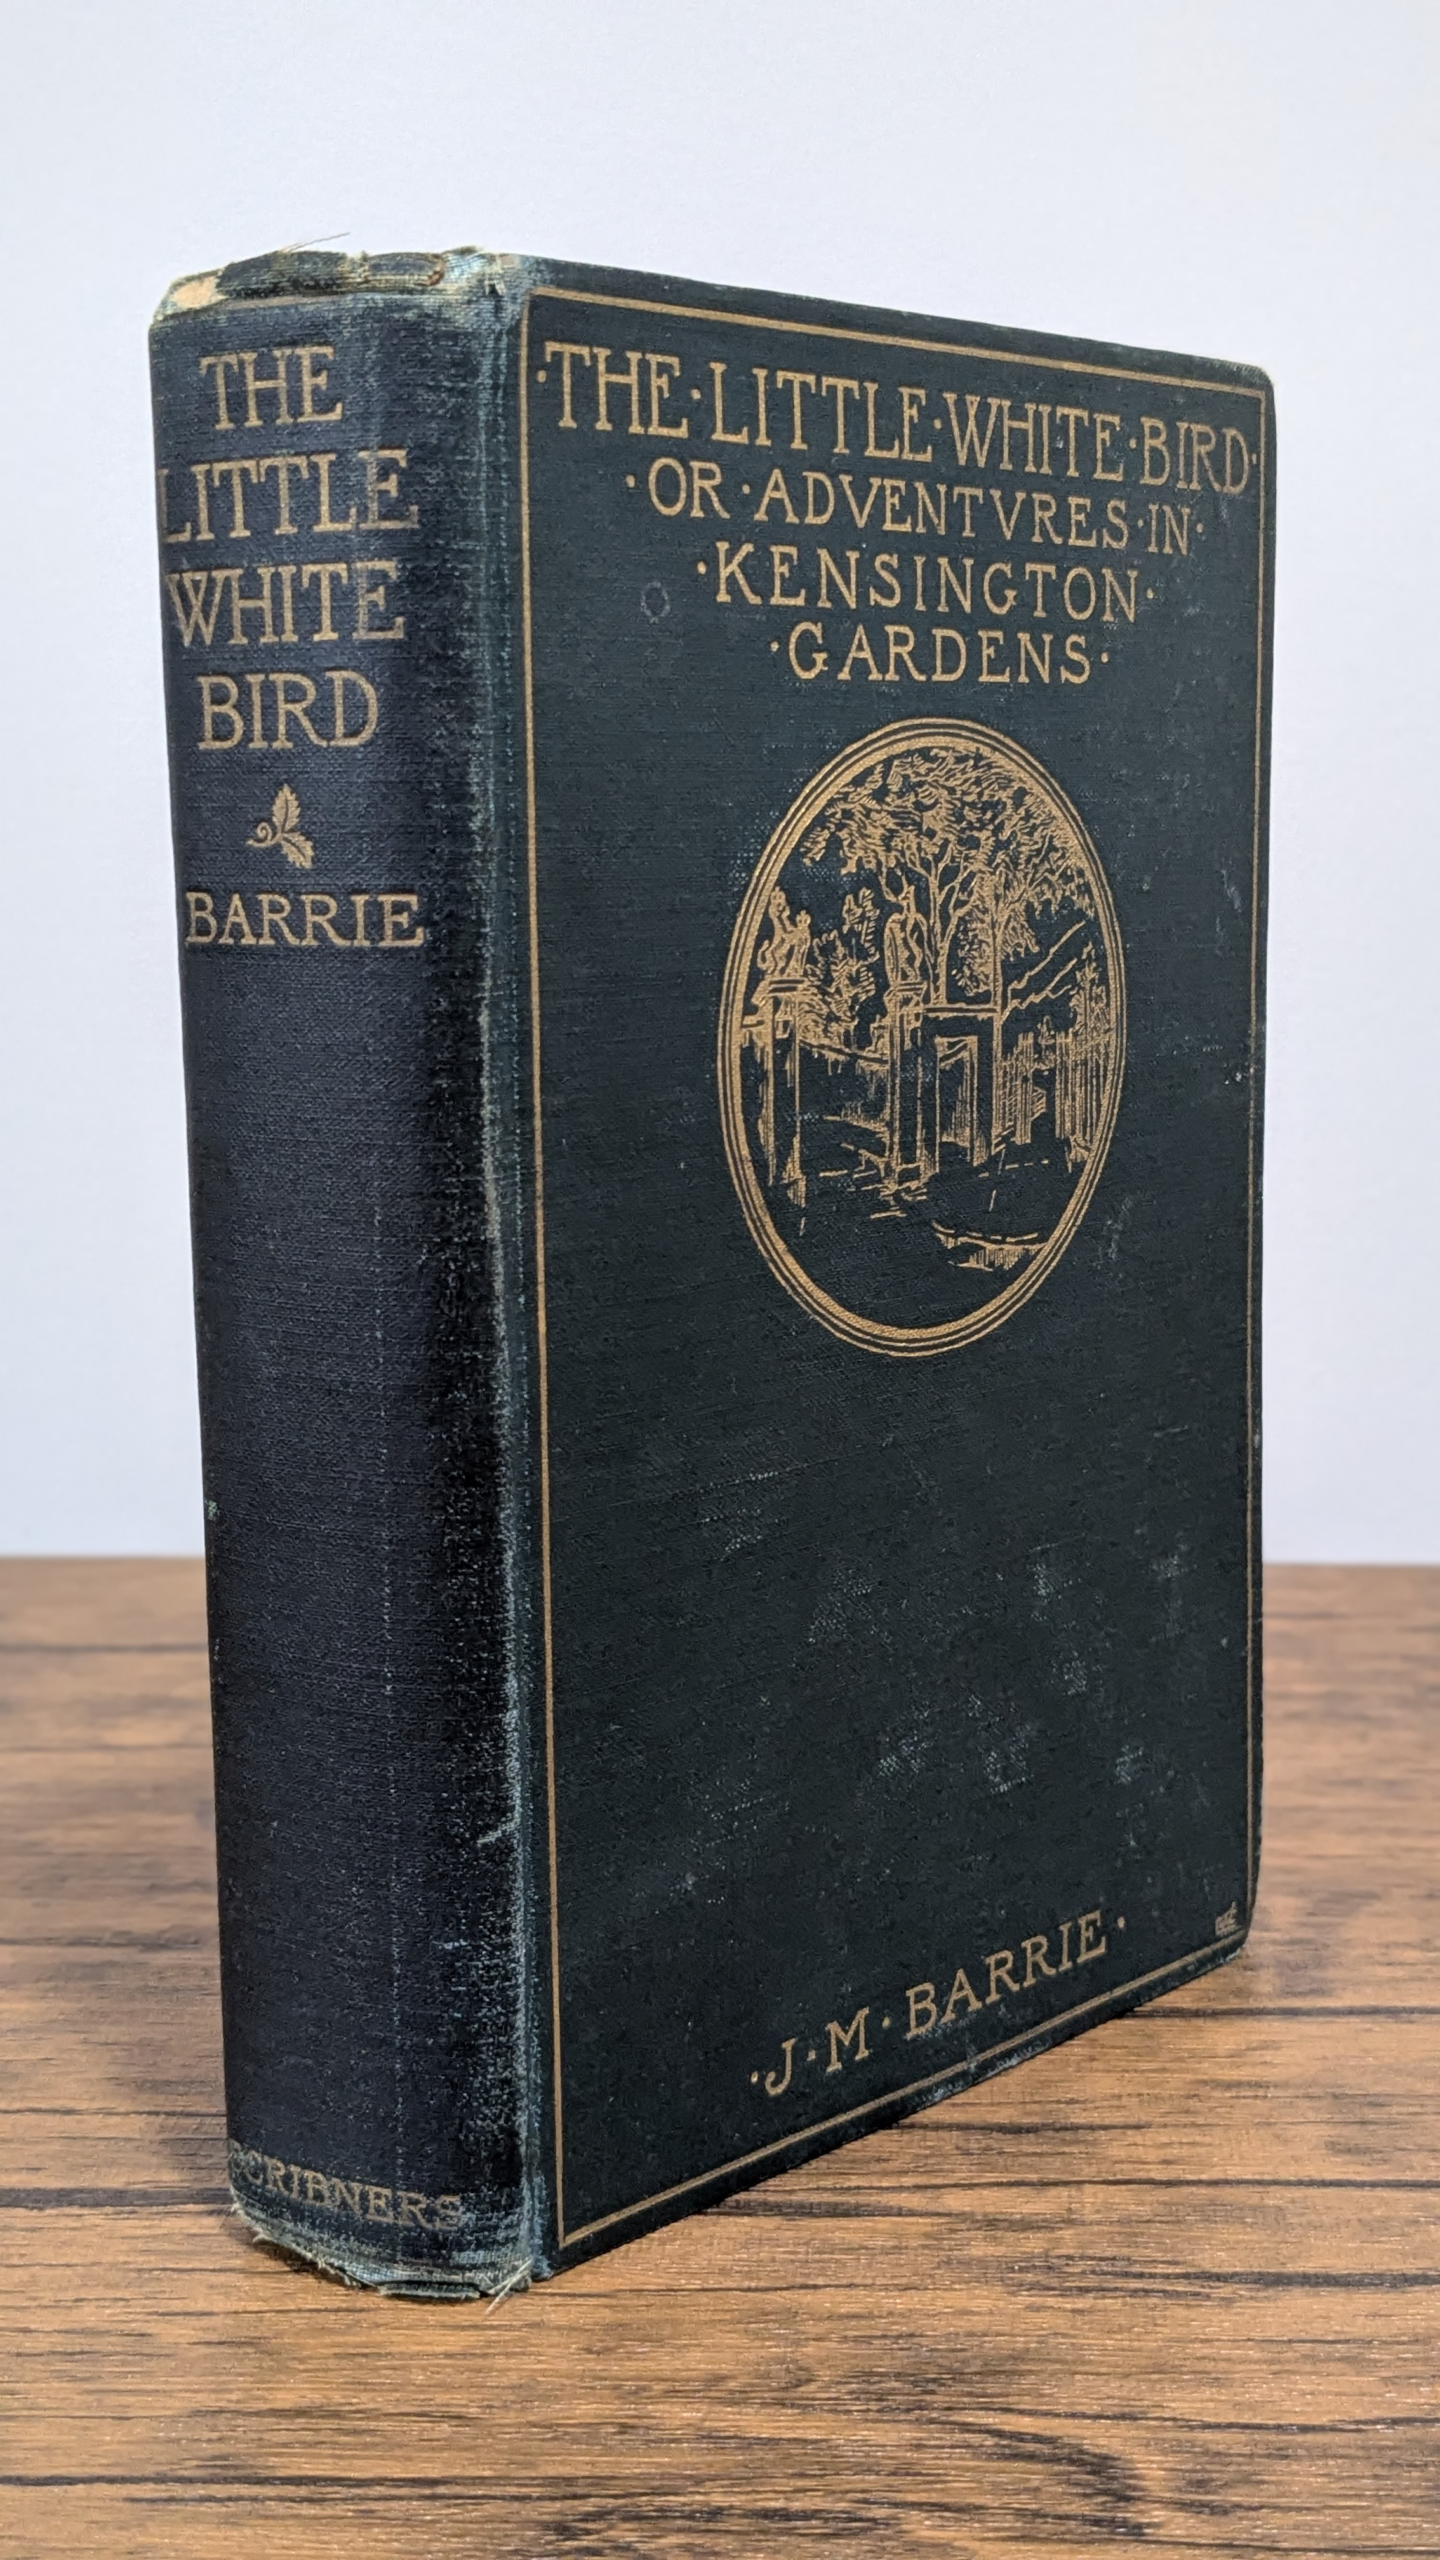 THE
LITTLE
WHITE
BIRD
BARRIE
SCRIBNERS
·THE·LITTLE·WHITE·BIRD·
·OR·ADVENTVRES·IN·
·KENSINGTON·
·GARDENS·
·J·M·BARRIE·